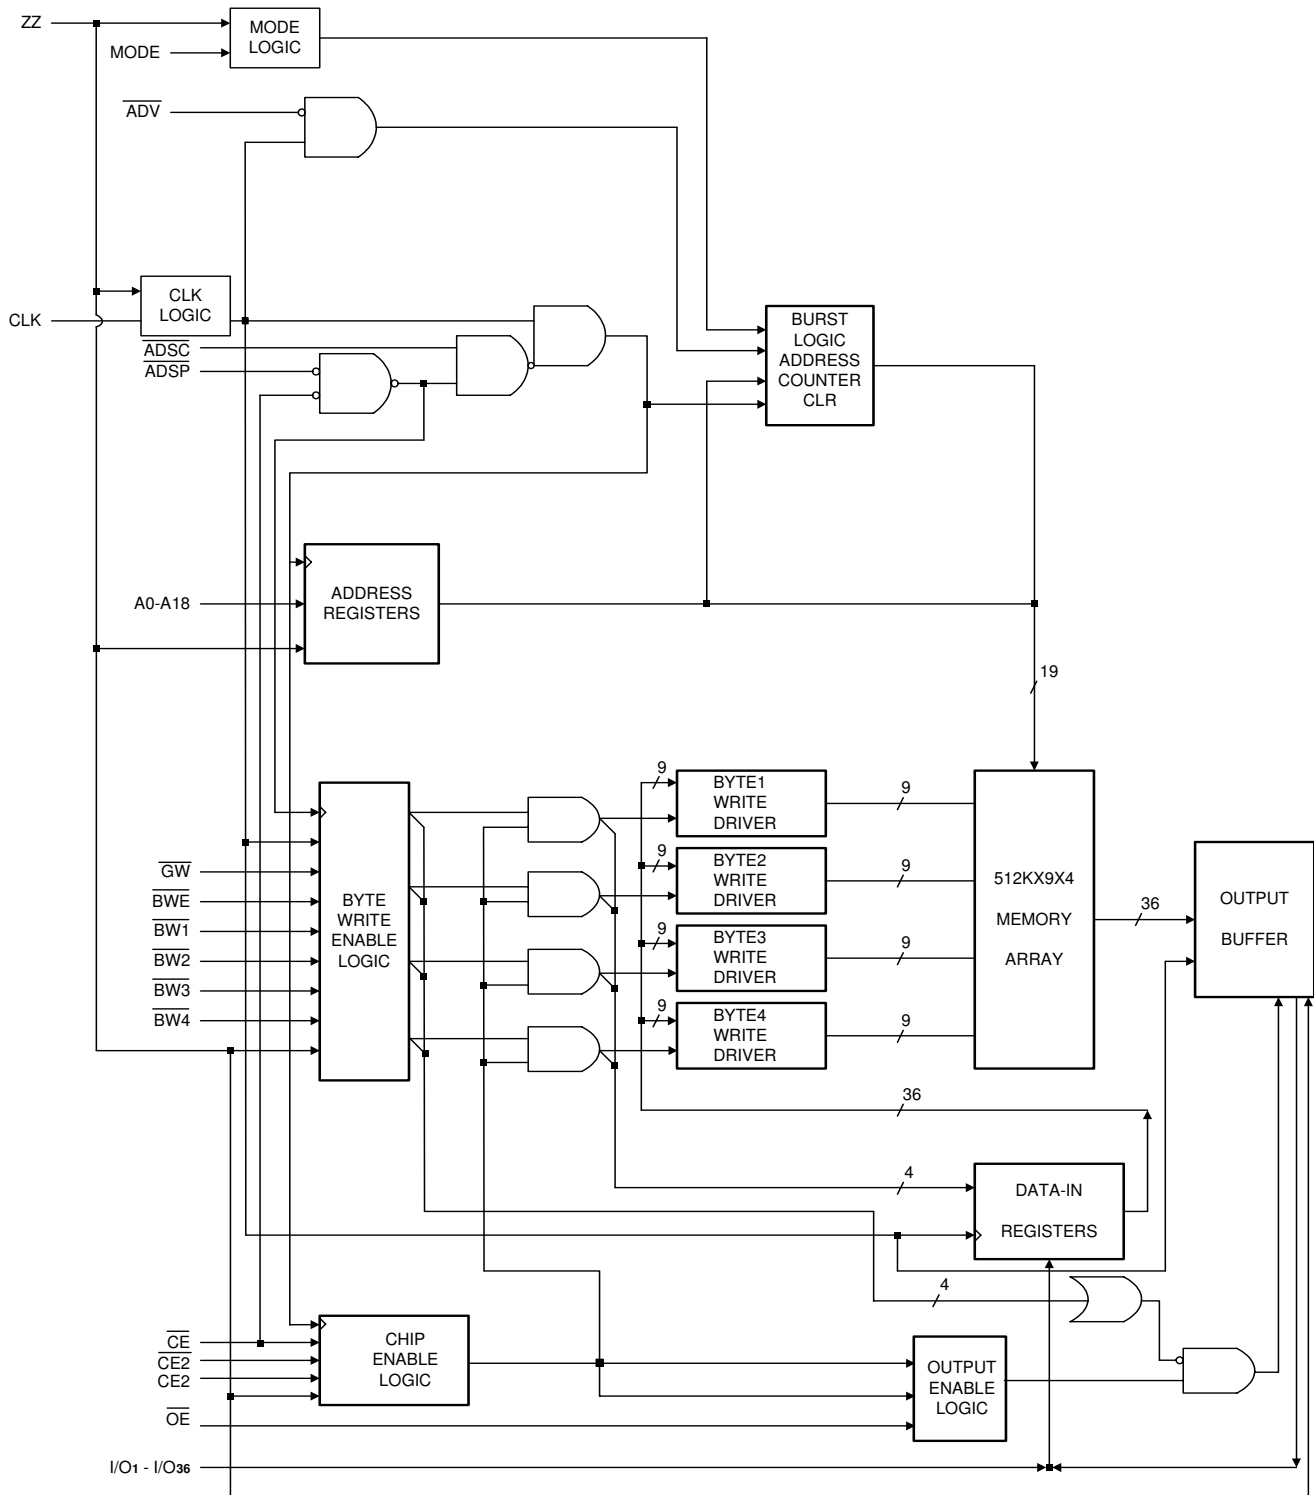 ZZ
MODE
MODE
LOGIC
ADV
CLK
CLK
LOGIC
ADSC
ADSP
BURST
LOGIC
ADDRESS
COUNTER
CLR
A0-A18
ADDRESS
REGISTERS
19
GW
BWE
BW1
BW2
BW3
BW4
BYTE
WRITE
ENABLE
LOGIC
9
BYTE1
WRITE
DRIVER
9
9
BYTE2
WRITE
DRIVER
9
9
BYTE3
WRITE
DRIVER
9
9
BYTE4
WRITE
DRIVER
9
512KX9X4
MEMORY
ARRAY
36
OUTPUT
BUFFER
36
4
DATA-IN
REGISTERS
4
CE
CE2
CE2
CHIP
ENABLE
LOGIC
OUTPUT
ENABLE
LOGIC
OE
I/O1 - I/O36